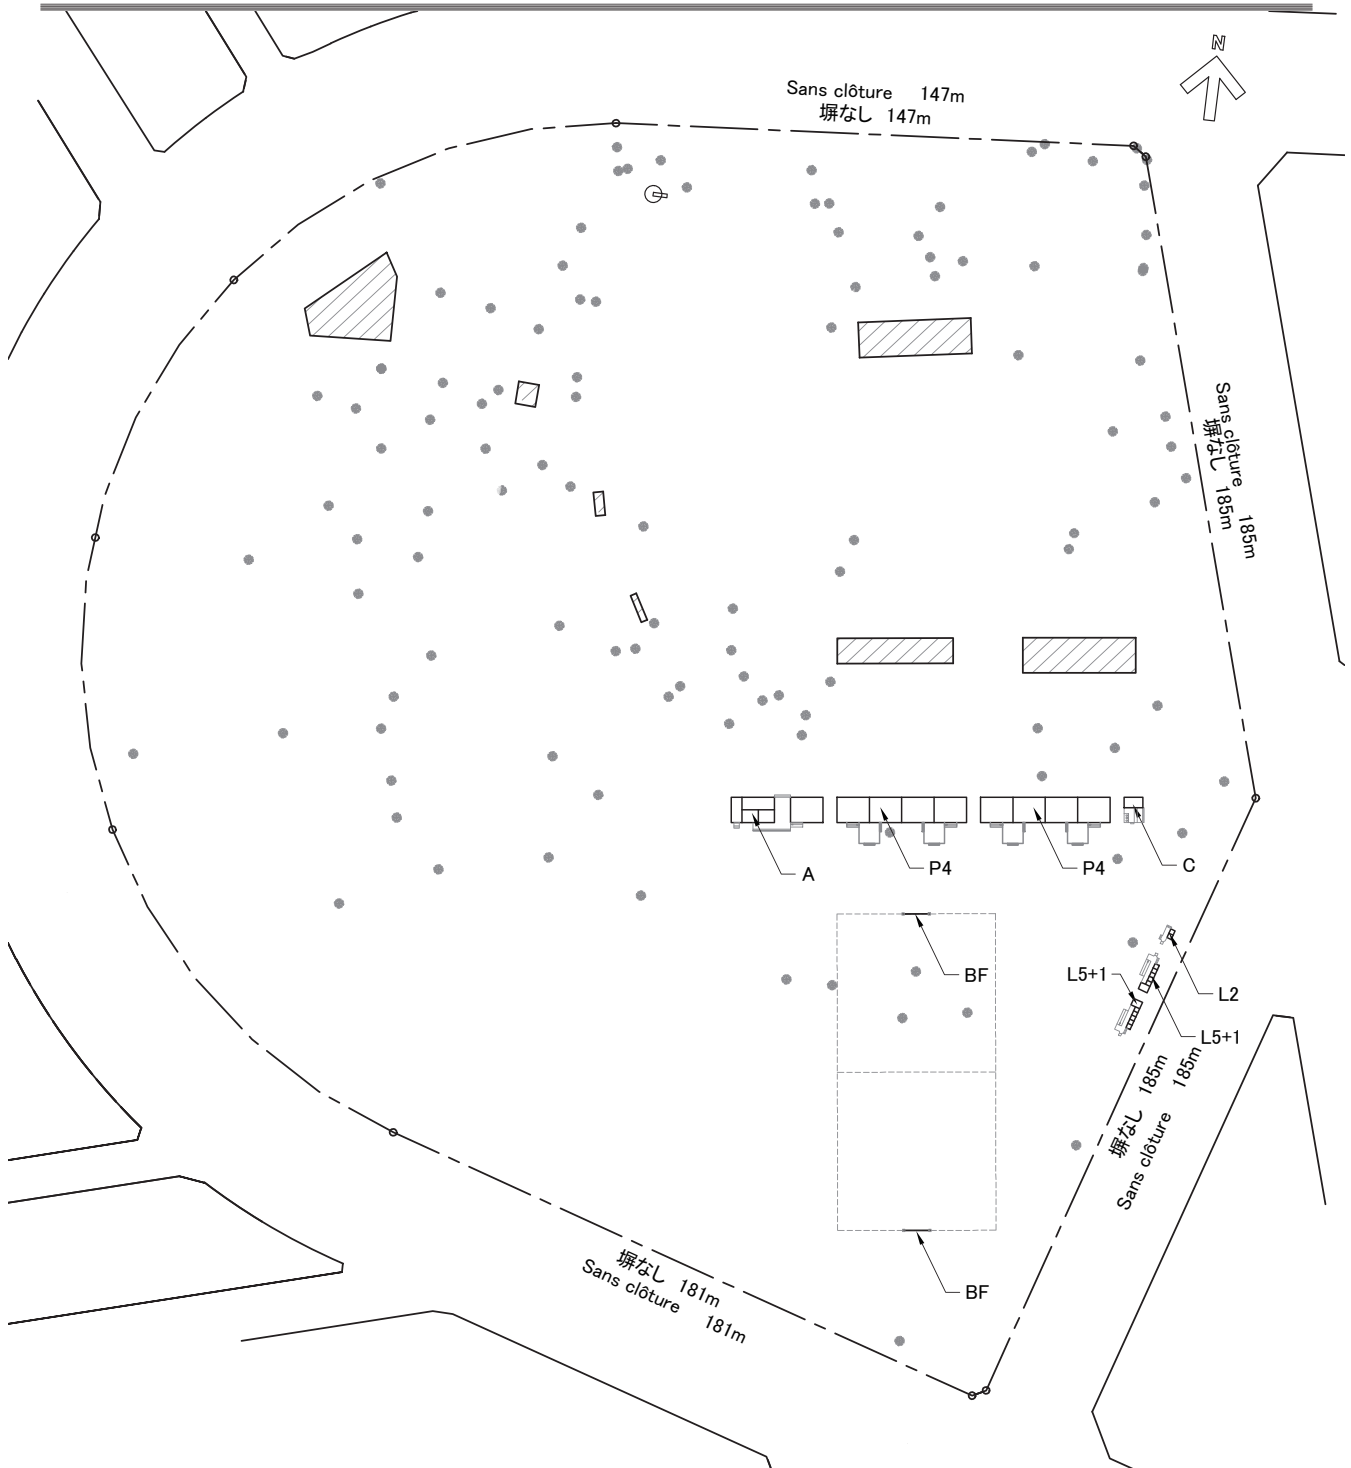 N
Sans clôture 147m
塀なし 147m
Sans clôture 185m
塀なし 185m
A
P4
P4
C
BF
L5+1
L2
L5+1
塀なし 185m
Sans clôture 185m
塀なし 181m
Sans clôture 181m
BF